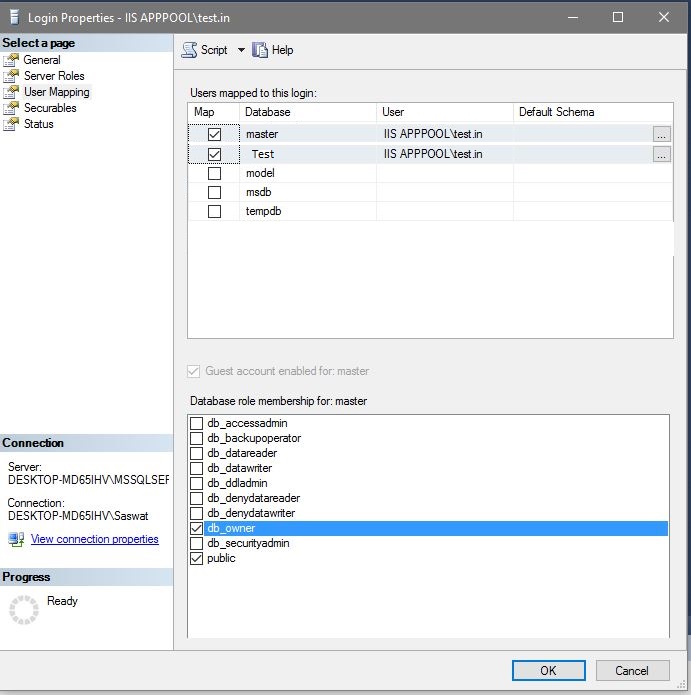 Login Properties - IIS APPPOOL\test.in
Select a page
General
Server Roles
User Mapping
Securables
Status
Script Help
Users mapped to this login:
Map Database User Default Schema
master IIS APPPOOL\test.in ...
Test IIS APPPOOL\test.in ...
model
msdb
tempdb
Guest account enabled for: master
Database role membership for: master
db_accessadmin
db_backupoperator
db_datareader
db_datawriter
db_ddladmin
db_denydatareader
db_denydatawriter
db_owner
db_securityadmin
public
Connection
Server:
DESKTOP-MD65IHV\MSSQLSER
Connection:
DESKTOP-MD65IHV\Saswat
View connection properties
Progress
Ready
OK Cancel